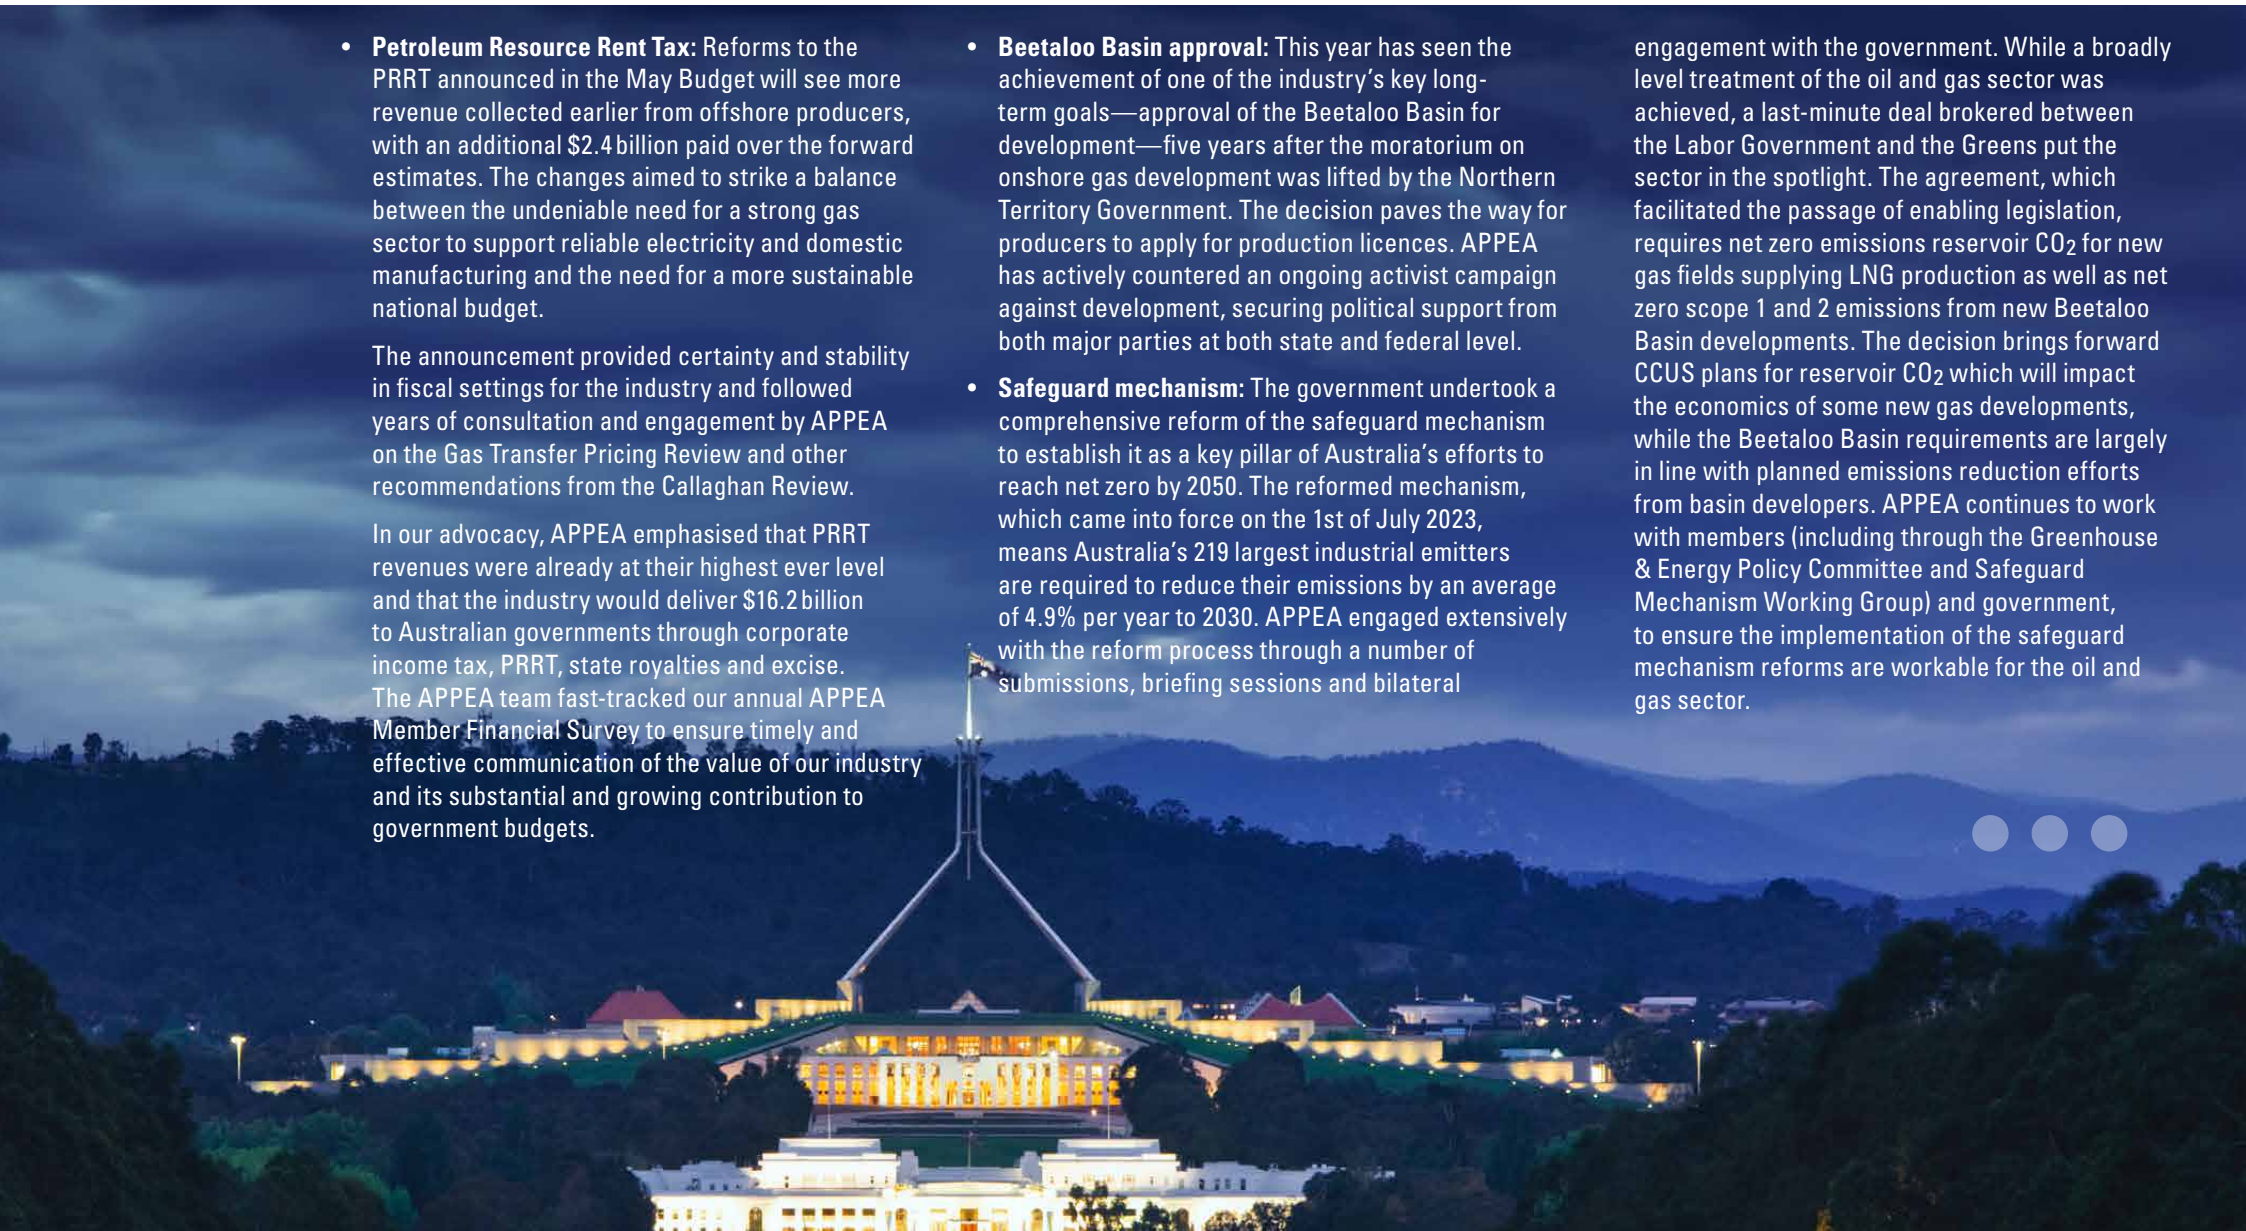 • Petroleum Resource Rent Tax: Reforms to the
PRRT announced in the May Budget will see more
revenue collected earlier from offshore producers,
with an additional $2.4 billion paid over the forward
estimates. The changes aimed to strike a balance
between the undeniable need for a strong gas
sector to support reliable electricity and domestic
manufacturing and the need for a more sustainable
national budget.
The announcement provided certainty and stability
in fiscal settings for the industry and followed
years of consultation and engagement by APPEA
on the Gas Transfer Pricing Review and other
recommendations from the Callaghan Review.
In our advocacy, APPEA emphasised that PRRT
revenues were already at their highest ever level
and that the industry would deliver $16.2 billion
to Australian governments through corporate
income tax, PRRT, state royalties and excise.
The APPEA team fast-tracked our annual APPEA
Member Financial Survey to ensure timely and
effective communication of the value of our industry
and its substantial and growing contribution to
government budgets.
• Beetaloo Basin approval: This year has seen the
achievement of one of the industry’s key long-
term goals—approval of the Beetaloo Basin for
development—five years after the moratorium on
onshore gas development was lifted by the Northern
Territory Government. The decision paves the way for
producers to apply for production licences. APPEA
has actively countered an ongoing activist campaign
against development, securing political support from
both major parties at both state and federal level.
• Safeguard mechanism: The government undertook a
comprehensive reform of the safeguard mechanism
to establish it as a key pillar of Australia’s efforts to
reach net zero by 2050. The reformed mechanism,
which came into force on the 1st of July 2023,
means Australia’s 219 largest industrial emitters
are required to reduce their emissions by an average
of 4.9% per year to 2030. APPEA engaged extensively
with the reform process through a number of
submissions, briefing sessions and bilateral
engagement with the government. While a broadly
level treatment of the oil and gas sector was
achieved, a last-minute deal brokered between
the Labor Government and the Greens put the
sector in the spotlight. The agreement, which
facilitated the passage of enabling legislation,
requires net zero emissions reservoir CO2 for new
gas fields supplying LNG production as well as net
zero scope 1 and 2 emissions from new Beetaloo
Basin developments. The decision brings forward
CCUS plans for reservoir CO2 which will impact
the economics of some new gas developments,
while the Beetaloo Basin requirements are largely
in line with planned emissions reduction efforts
from basin developers. APPEA continues to work
with members (including through the Greenhouse
& Energy Policy Committee and Safeguard
Mechanism Working Group) and government,
to ensure the implementation of the safeguard
mechanism reforms are workable for the oil and
gas sector.